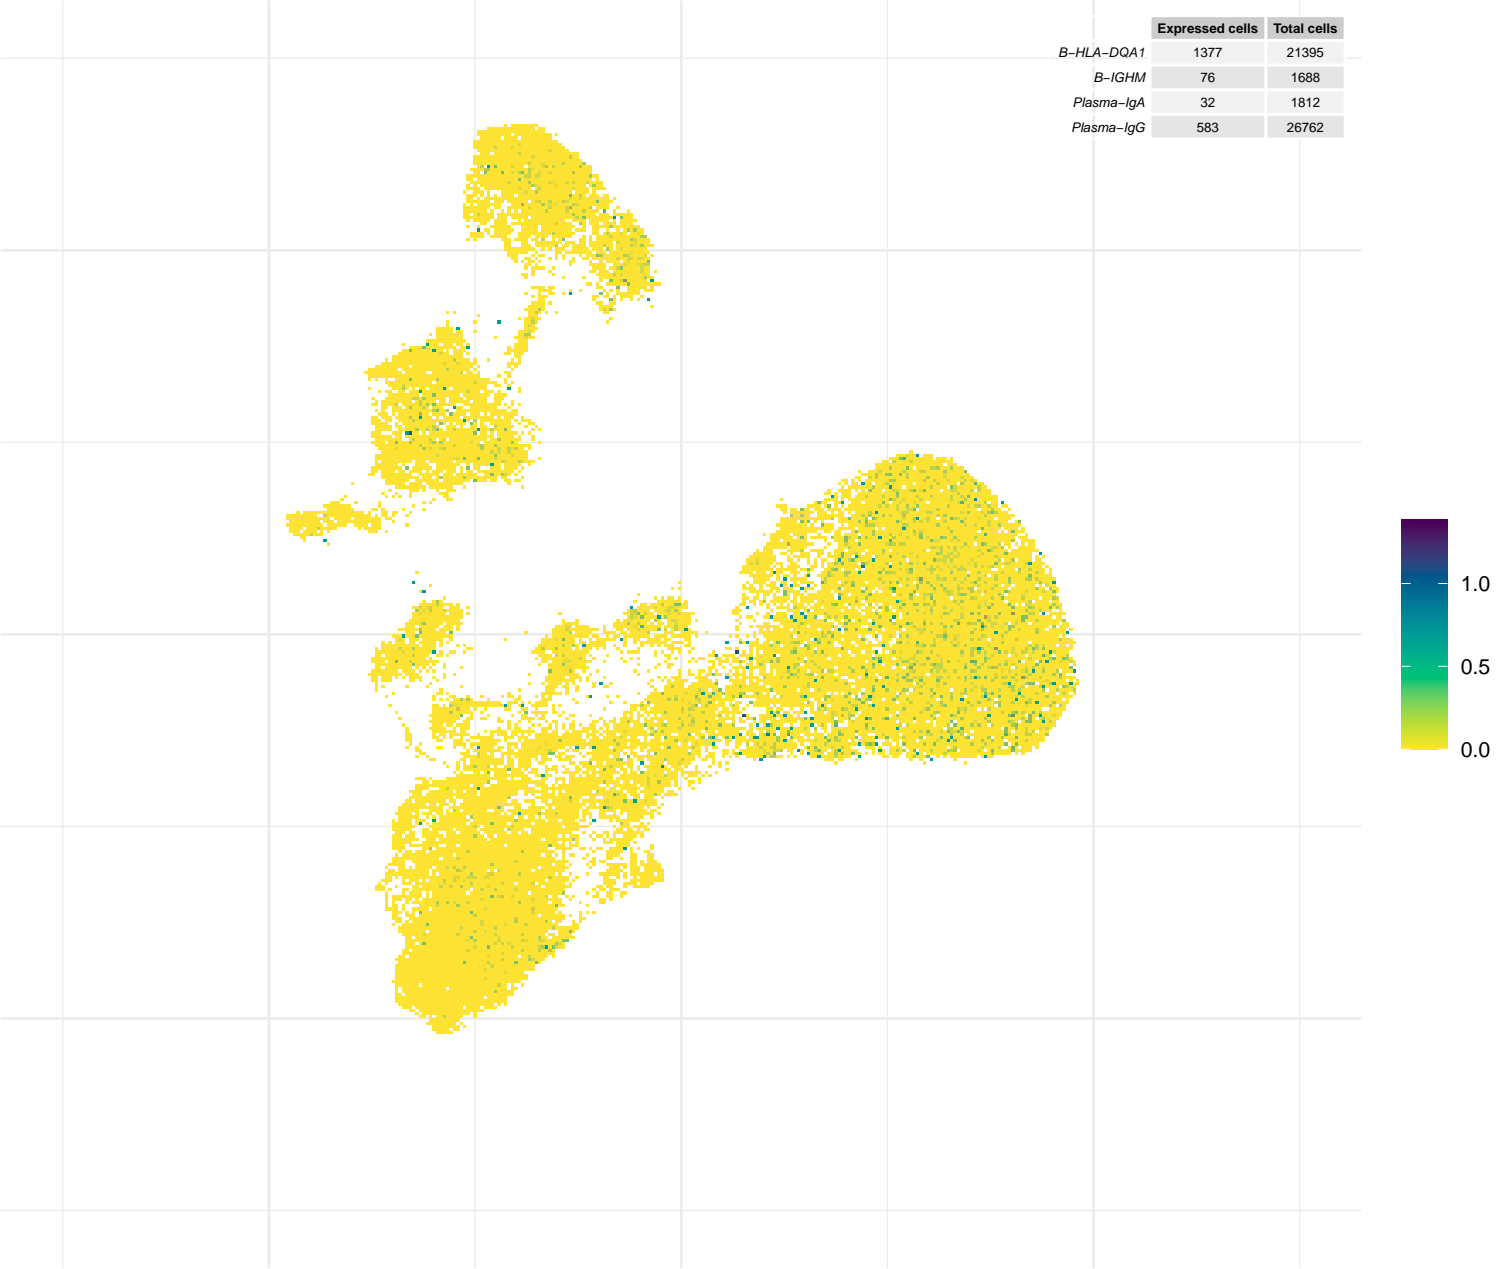 Expressed cells Total cells
B−HLA−DQA1 1377 21395
B−IGHM 76 1688
Plasma−IgA 32 1812
Plasma−IgG 583 26762
1.0
0.5
0.0